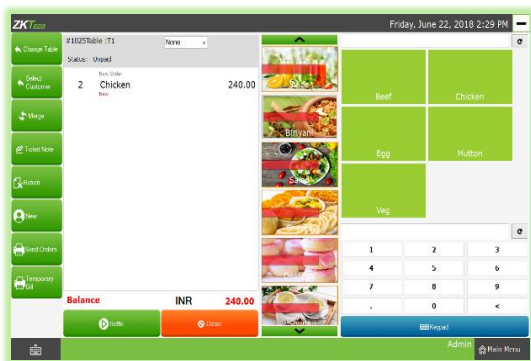 ZKTeco
Friday, June 22, 2018 2:29 PM
Change Table
#1025Table :T1
None
Status: Unpaid
Select
Customer
New Order
2 Chicken 240.00
New
Merge
Ticket Note
Return
New
Send Orders
Temporary
Bill
Biriyani
Salad
Beef
Chicken
Egg
Mutton
Veg
1 2 3
4 5 6
7 8 9
. 0 <
Balance INR 240.00
Settle
Close
Keypad
Admin
Main Menu